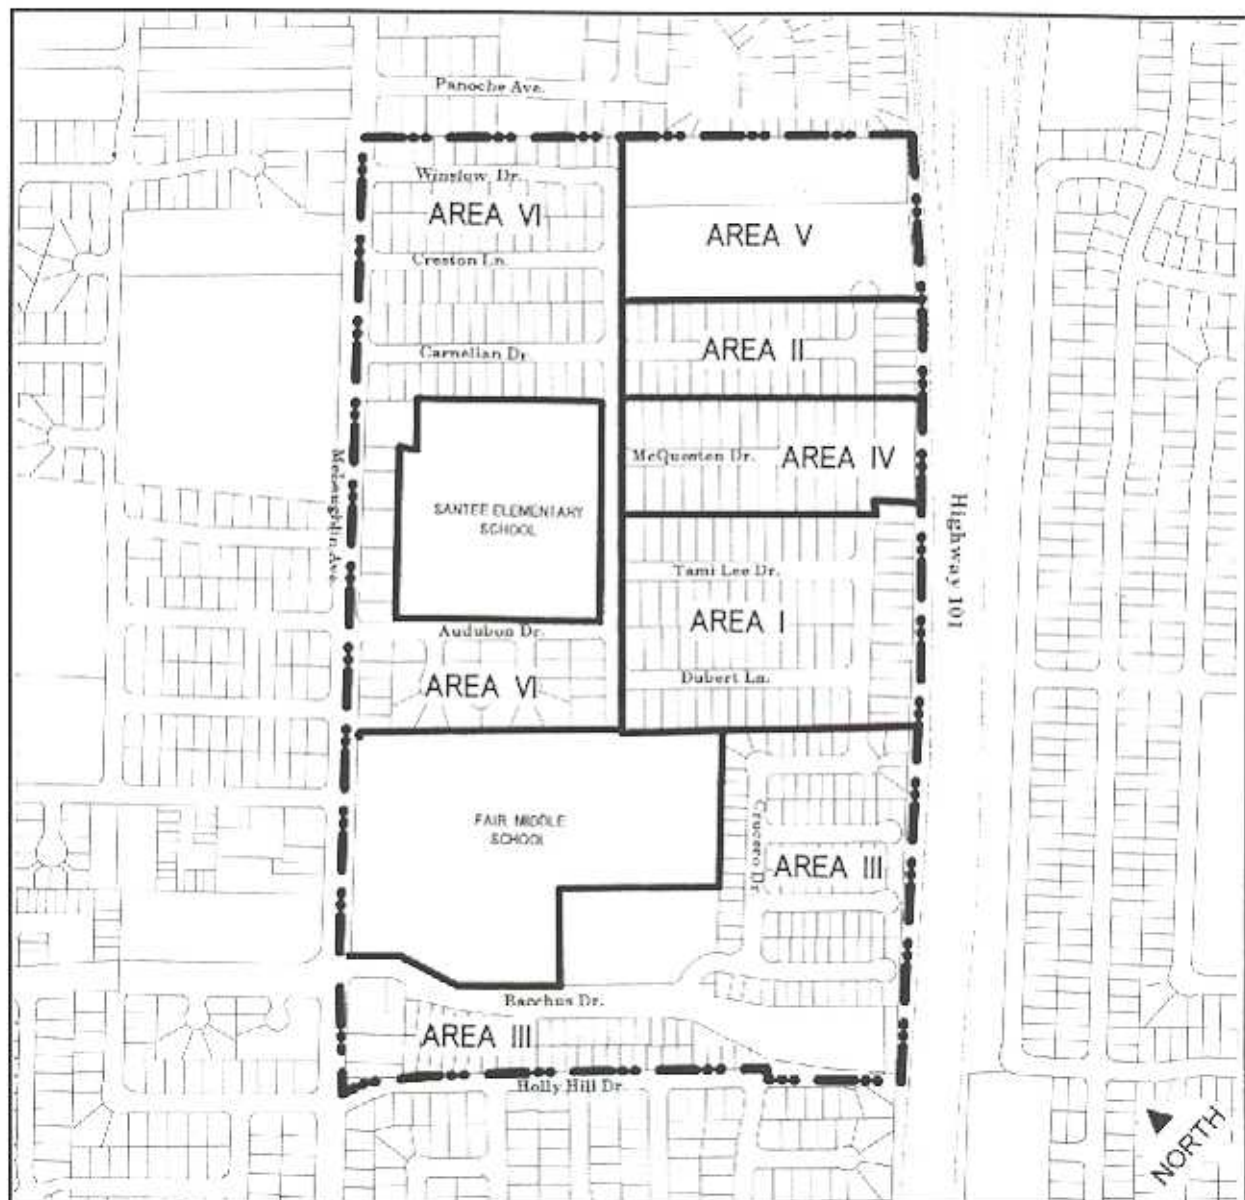 Panoche Ave.
Winslow Dr.
AREA VI
AREA V
Creston Ln.
AREA II
Carnelian Dr.
McQuesten Dr.
AREA IV
McLaughlin Ave.
SANTEE ELEMENTARY
SCHOOL
Highway 101
Tami Lee Dr.
AREA I
Audubon Dr.
Dubert Ln.
AREA VI
FAIR MIDDLE
SCHOOL
Crucero Dr.
AREA III
Bacchus Dr.
AREA III
Holly Hill Dr.
NORTH